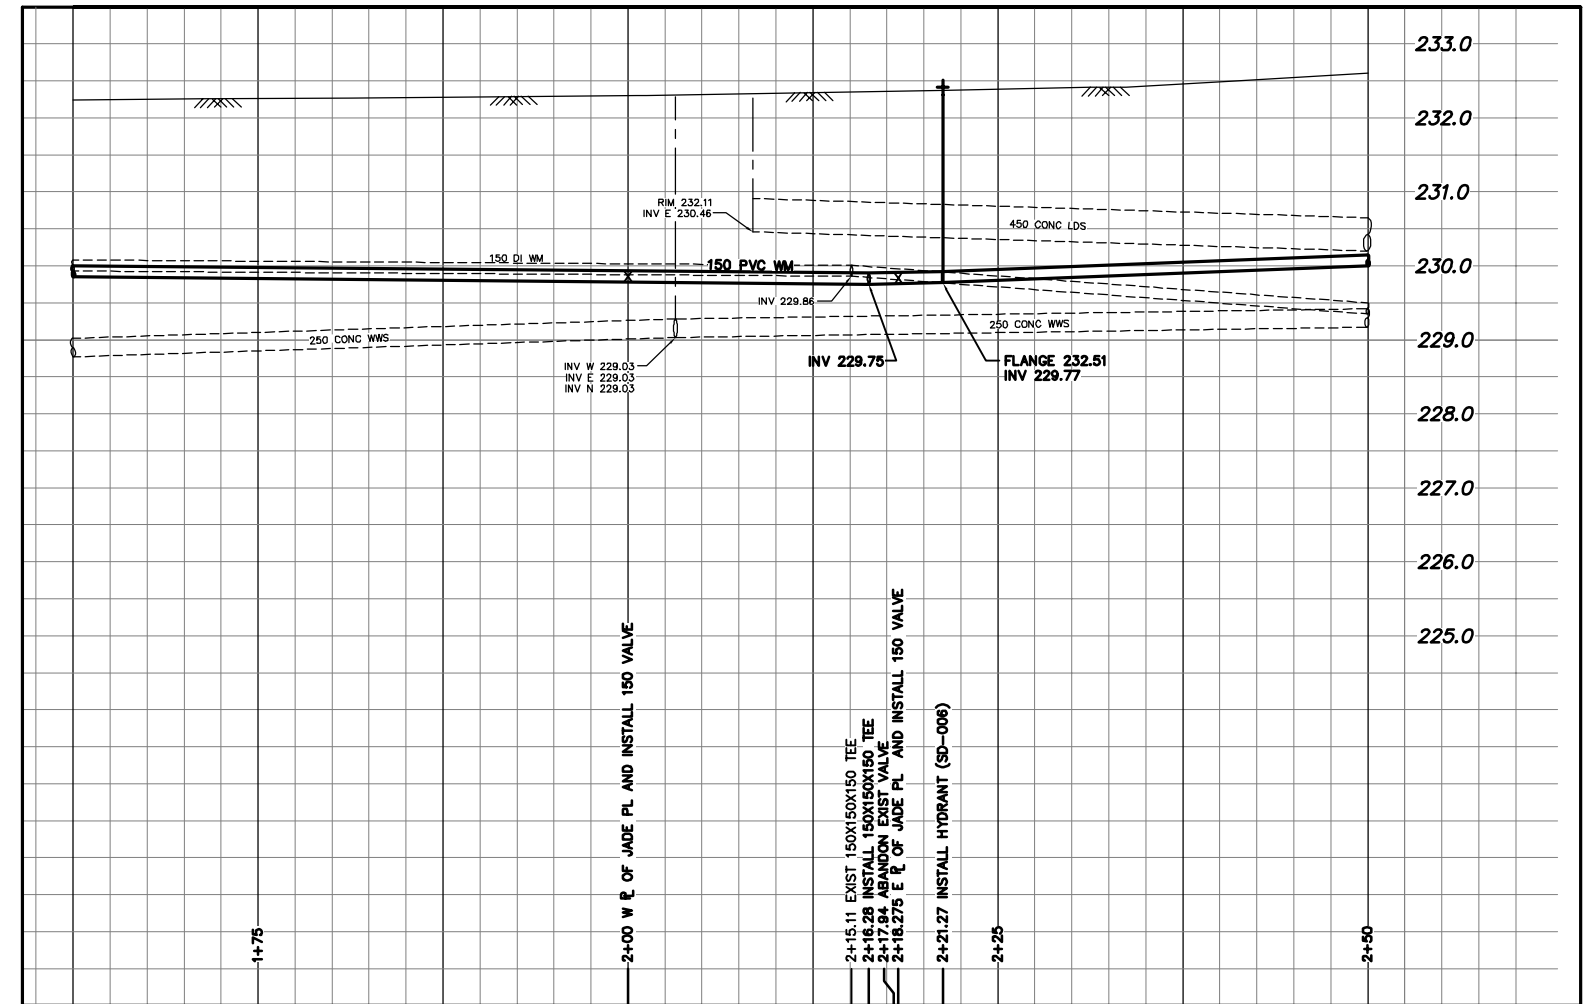 233.0
232.0
231.0
RIM 232.11
INV E 230.46
450 CONC LDS
150 DI WM
150 PVC WM
230.0
INV 229.86
250 CONC WWS
250 CONC WWS
229.0
INV W 229.03
INV E 229.03
INV N 229.03
INV 229.75
FLANGE 232.51
INV 229.77
228.0
227.0
226.0
225.0
1+75
2+00 W PL OF JADE PL AND INSTALL 150 VALVE
2+15.11 EXIST 150X150X150 TEE
2+16.28 INSTALL 150X150X150 TEE
2+17.94 ABANDON EXIST VALVE
2+18.275 E PL OF JADE PL AND INSTALL 150 VALVE
2+21.27 INSTALL HYDRANT (SD-006)
2+25
2+50